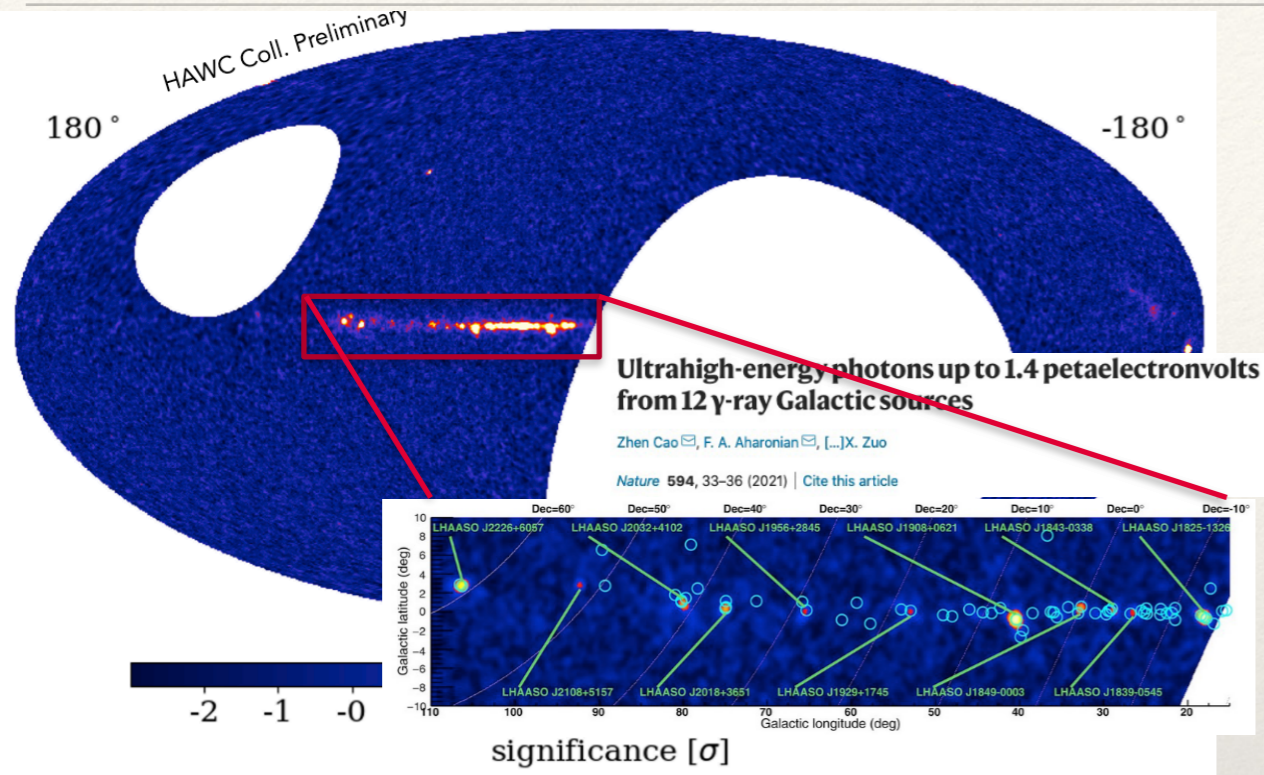 HAWC Coll. Preliminary
180°
-180°
Ultrahigh-energy photons up to 1.4 petaelectronvolts
from 12 γ-ray Galactic sources
Zhen Cao, F. A. Aharonian, [...]X. Zuo
Nature 594, 33–36 (2021) | Cite this article
Dec=60° Dec=50° Dec=40° Dec=30° Dec=20° Dec=10° Dec=0° Dec=-10°
LHAASO J2226+6057 LHAASO J2032+4102 LHAASO J1956+2845 LHAASO J1908+0621 LHAASO J1843-0338 LHAASO J1825-1326
Galactic latitude (deg)
10
8
6
4
2
0
−2
−4
−6
−8
−10
LHAASO J2108+5157 LHAASO J2018+3651 LHAASO J1929+1745 LHAASO J1849-0003 LHAASO J1839-0545
110 100 90 80 70 60 50 40 30 20
Galactic longitude (deg)
-2 -1 -0
significance [σ]